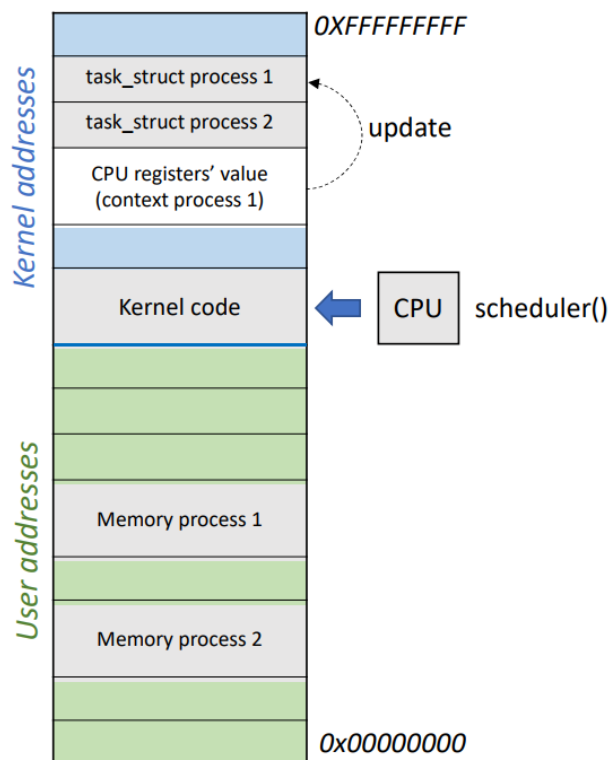 0XFFFFFFFFF
task_struct process 1
task_struct process 2
update
CPU registers’ value
(context process 1)
Kernel addresses
Kernel code
CPU
scheduler()
User addresses
Memory process 1
Memory process 2
0x00000000